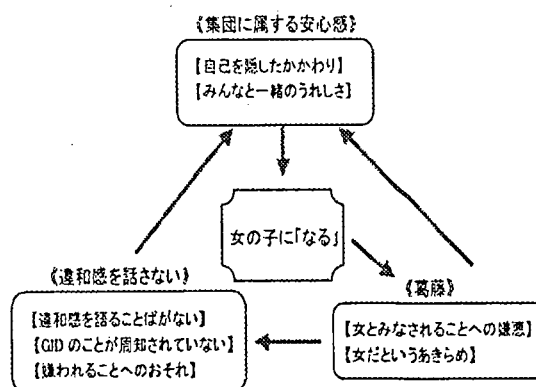 《集団に属する安心感》
【自己を隠したかかわり】
【みんなと一緒のうれしさ】
女の子に「なる」
《違和感を話さない》
【違和感を語ることばがない】
【GIDのことが周知されていない】
【嫌われることへのおそれ】
《葛藤》
【女とみなされることへの嫌悪】
【女だというあきらめ】